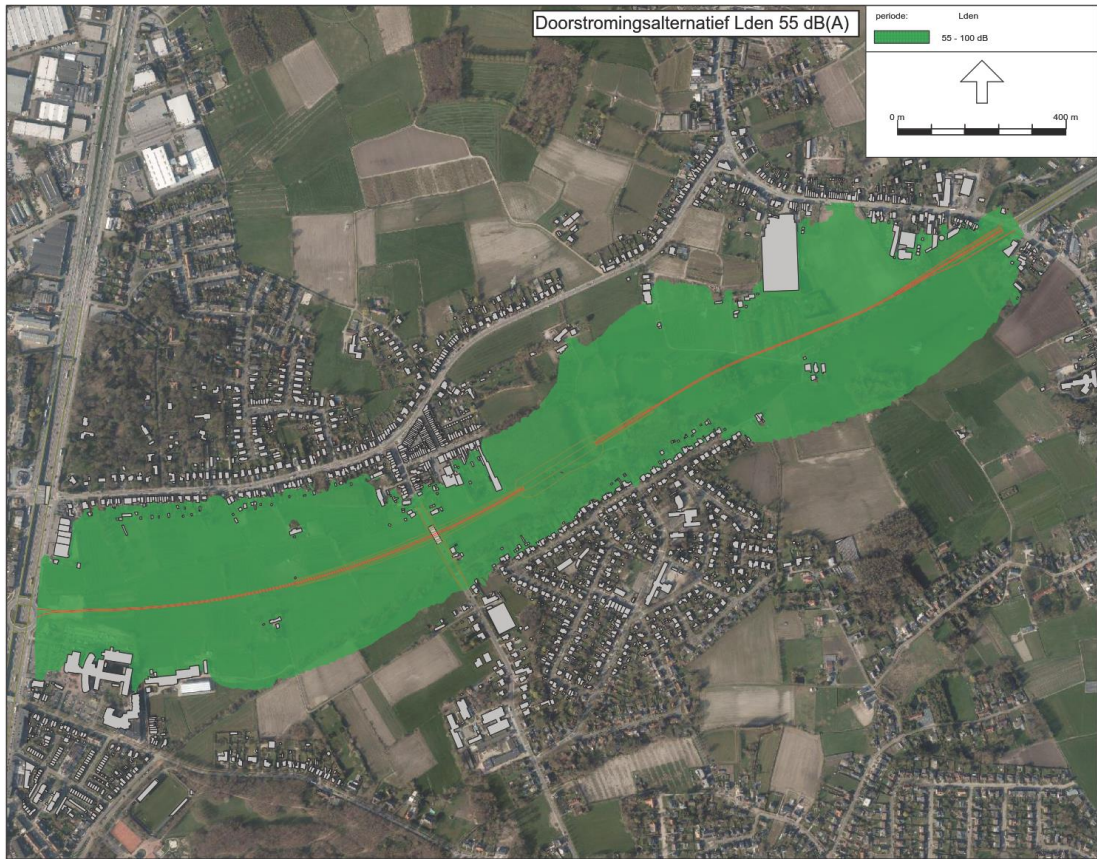 Doorstromingsalternatief Lden 55 dB(A)
periode: Lden
55 - 100 dB
0 m 400 m